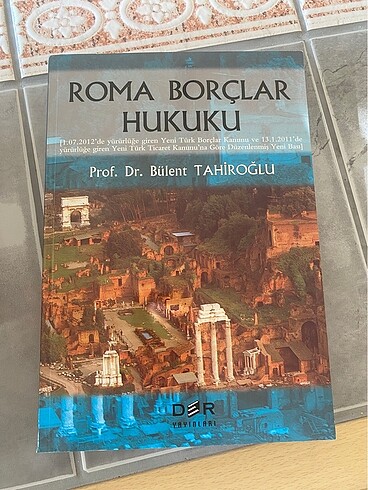 ROMA BORÇLAR
HUKUKU
[1.07.2012'de yürürlüğe giren Yeni Türk Borçlar Kanunu ve 13.1.2011'de
yürürlüğe giren Yeni Türk Ticaret Kanunu'na Göre Düzenlenmiş Yeni Bası]
Prof. Dr. Bülent TAHİROĞLU
DER
YAYINLARI